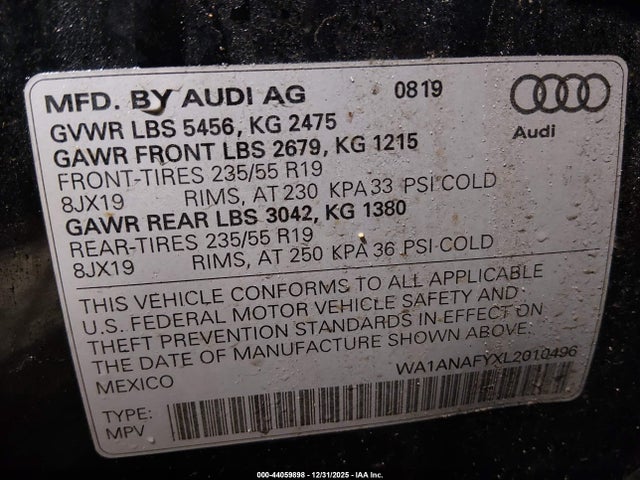 MFD. BY AUDI AG 0819
GVWR LBS 5456, KG 2475
Audi
GAWR FRONT LBS 2679, KG 1215
FRONT-TIRES 235/55 R19
8JX19 RIMS, AT 230 KPA 33 PSI COLD
GAWR REAR LBS 3042, KG 1380
REAR-TIRES 235/55 R19
8JX19 RIMS, AT 250 KPA 36 PSI COLD
THIS VEHICLE CONFORMS TO ALL APPLICABLE
U.S. FEDERAL MOTOR VEHICLE SAFETY AND
THEFT PREVENTION STANDARDS IN EFFECT ON
THE DATE OF MANUFACTURE SHOWN ABOVE.
MEXICO WA1ANAFYXL2010496
TYPE:
MPV
000-44059898 - 12/31/2025 - IAA Inc.